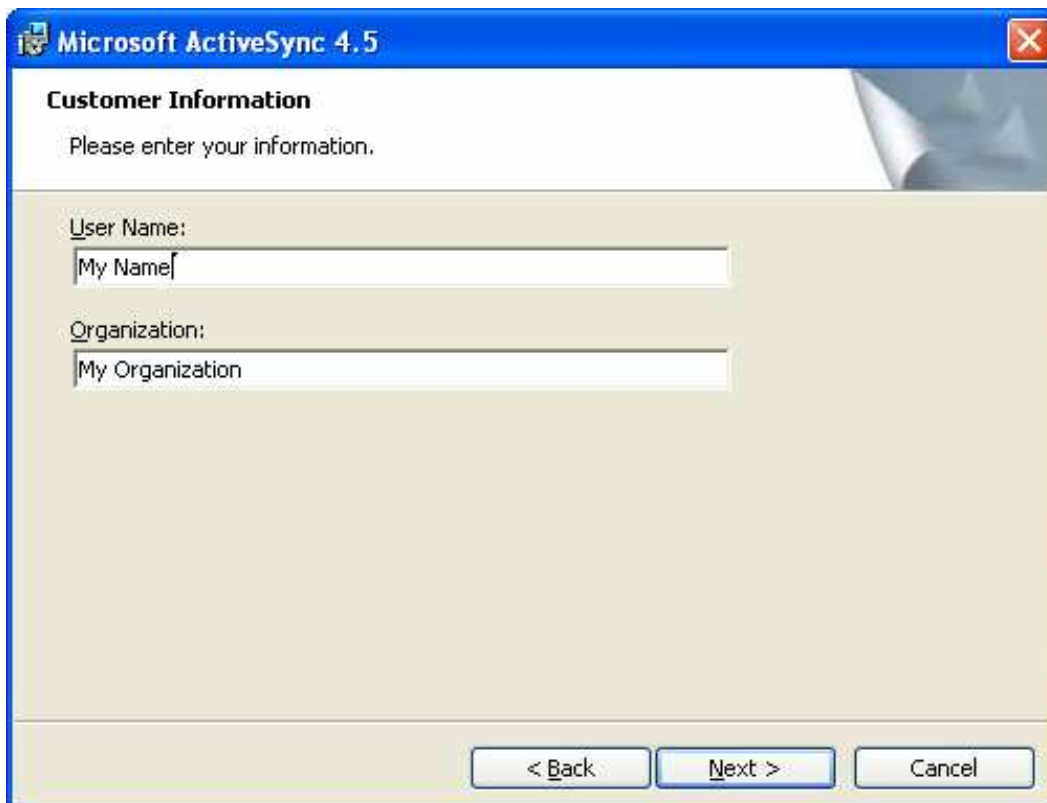 Microsoft ActiveSync 4.5
Customer Information
Please enter your information.
User Name:
My Name
Organization:
My Organization
< Back Next > Cancel